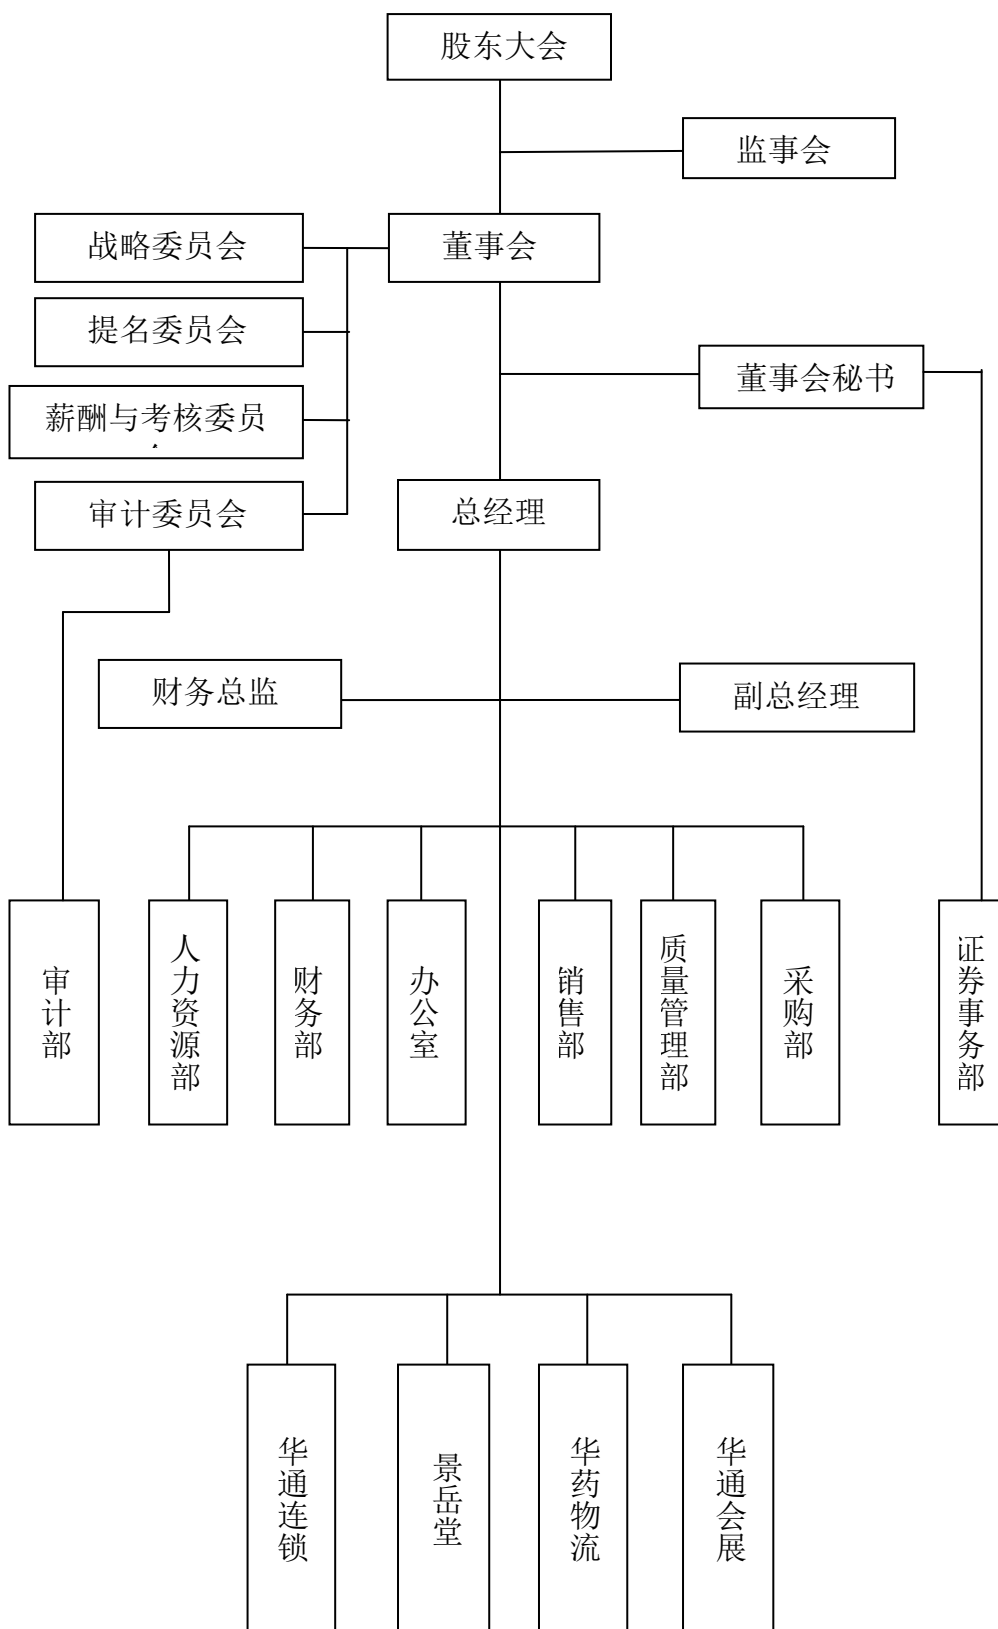 股东大会
监事会
战略委员会
董事会
提名委员会
董事会秘书
薪酬与考核委员
审计委员会
总经理
财务总监
副总经理
审计部
人力资源部
财务部
办公室
销售部
质量管理部
采购部
证券事务部
华通连锁
景岳堂
华药物流
华通会展